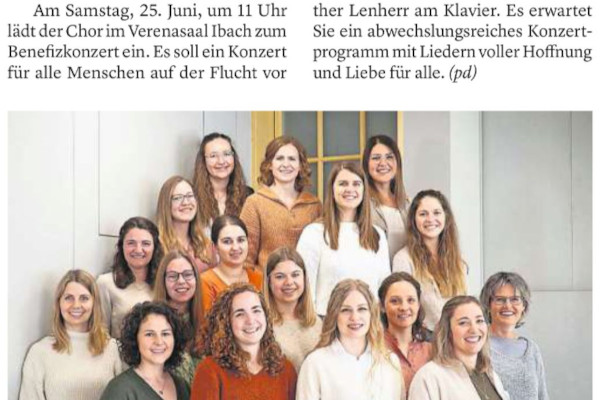 Am Samstag, 25. Juni, um 11 Uhr
lädt der Chor im Verenasaal Ibach zum
Benefizkonzert ein. Es soll ein Konzert
für alle Menschen auf der Flucht vor
ther Lenherr am Klavier. Es erwartet
Sie ein abwechslungsreiches Konzert-
programm mit Liedern voller Hoffnung
und Liebe für alle. (pd)